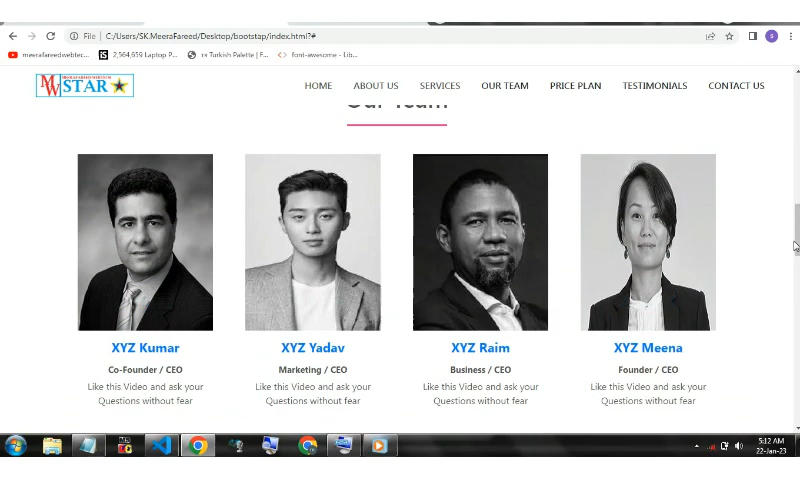 File | C:/Users/SK.MeeraFareed/Desktop/bootstap/index.html?#
S
meerafareedwebtec... 2,564,659 Laptop P... Turkish Palette | F... font-awesome - Lib...
MW STAR HOME ABOUT US SERVICES OUR TEAM PRICE PLAN TESTIMONIALS CONTACT US
Our Team
XYZ Kumar XYZ Yadav XYZ Raim XYZ Meena
Co-Founder / CEO Marketing / CEO Business / CEO Founder / CEO
Like this Video and ask your Like this Video and ask your Like this Video and ask your Like this Video and ask your
Questions without fear Questions without fear Questions without fear Questions without fear
5:12 AM
22-Jan-23